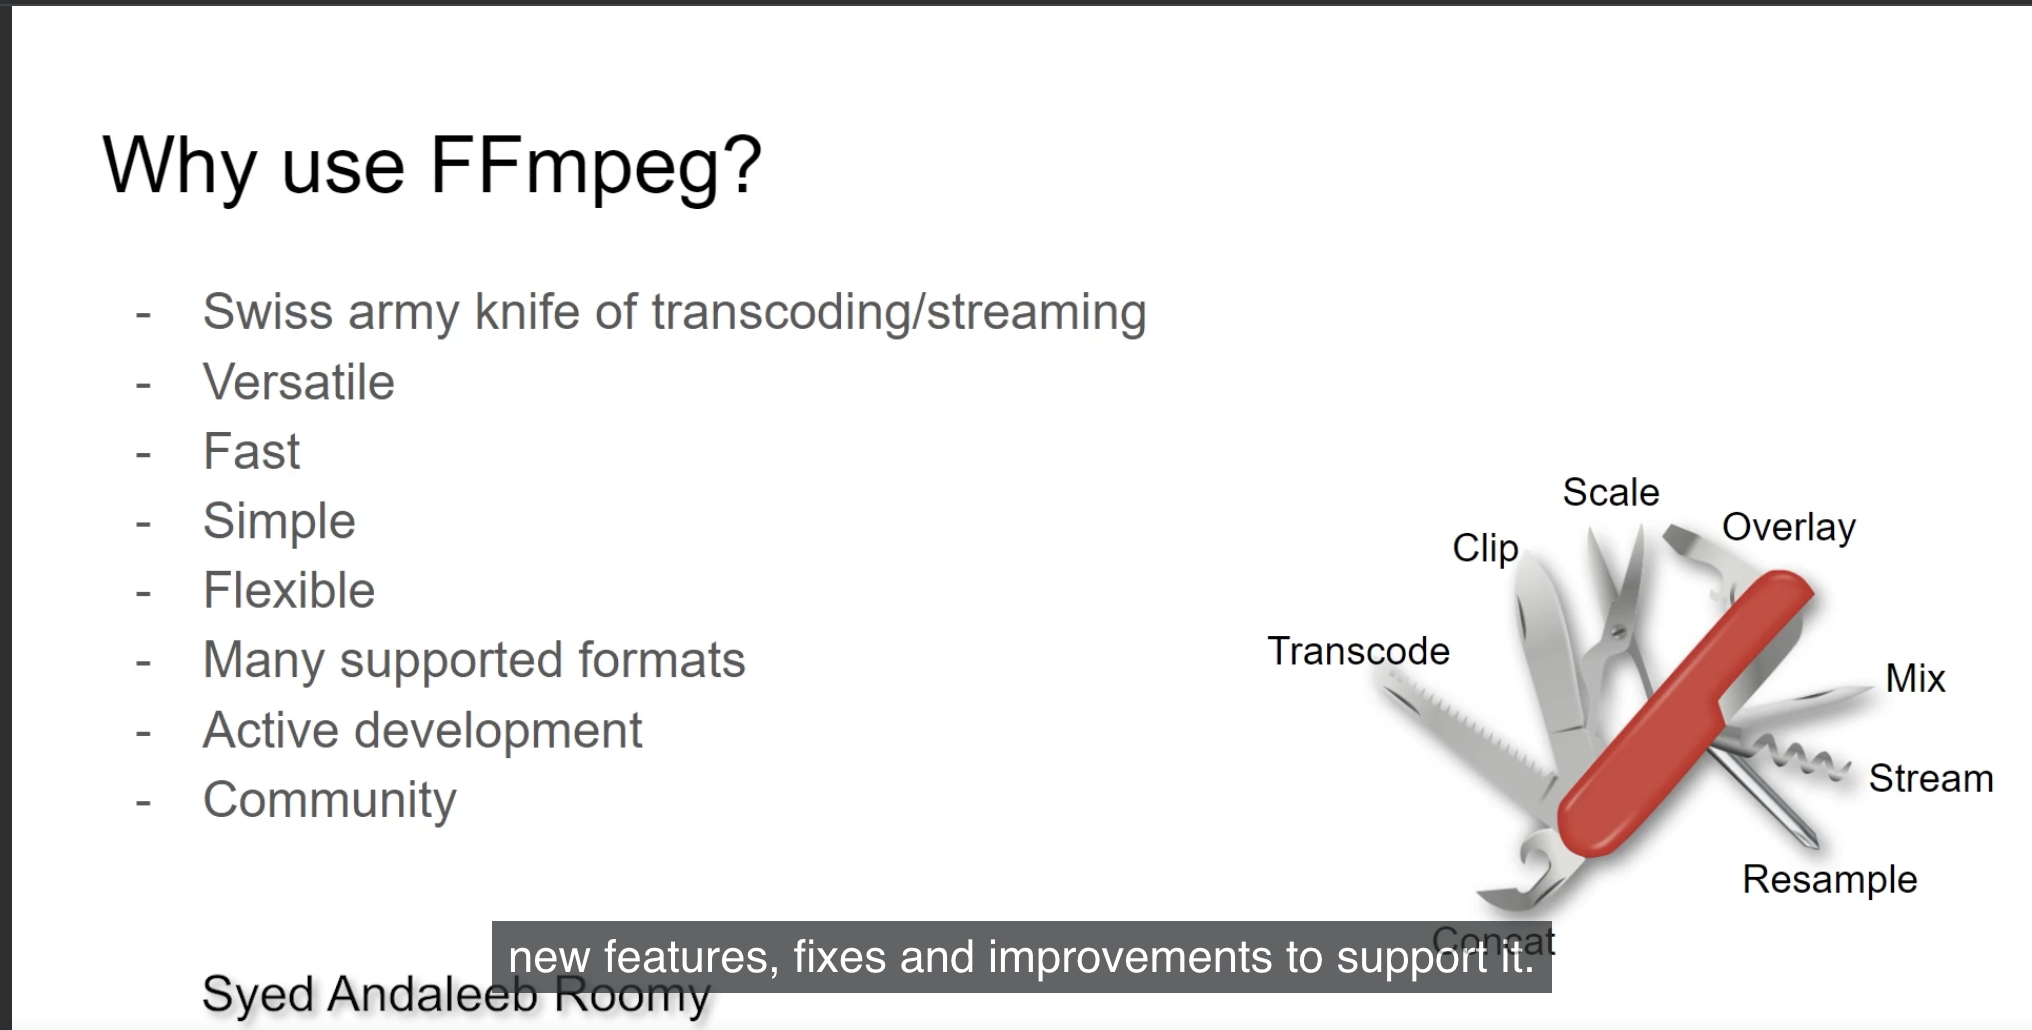 Why use FFmpeg?
- Swiss army knife of transcoding/streaming
- Versatile
- Fast
- Simple
- Flexible
- Many supported formats
- Active development
- Community
Scale
Overlay
Clip
Transcode
Mix
Stream
Resample
Concat
new features, fixes and improvements to support it.
Syed Andaleeb Roomy